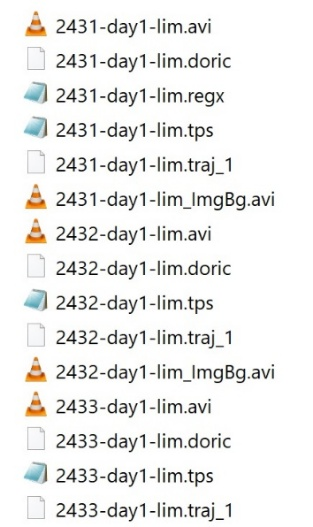 2431-day1-lim.avi
2431-day1-lim.doric
2431-day1-lim.regx
2431-day1-lim.tps
2431-day1-lim.traj_1
2431-day1-lim_ImgBg.avi
2432-day1-lim.avi
2432-day1-lim.doric
2432-day1-lim.tps
2432-day1-lim.traj_1
2432-day1-lim_ImgBg.avi
2433-day1-lim.avi
2433-day1-lim.doric
2433-day1-lim.tps
2433-day1-lim.traj_1